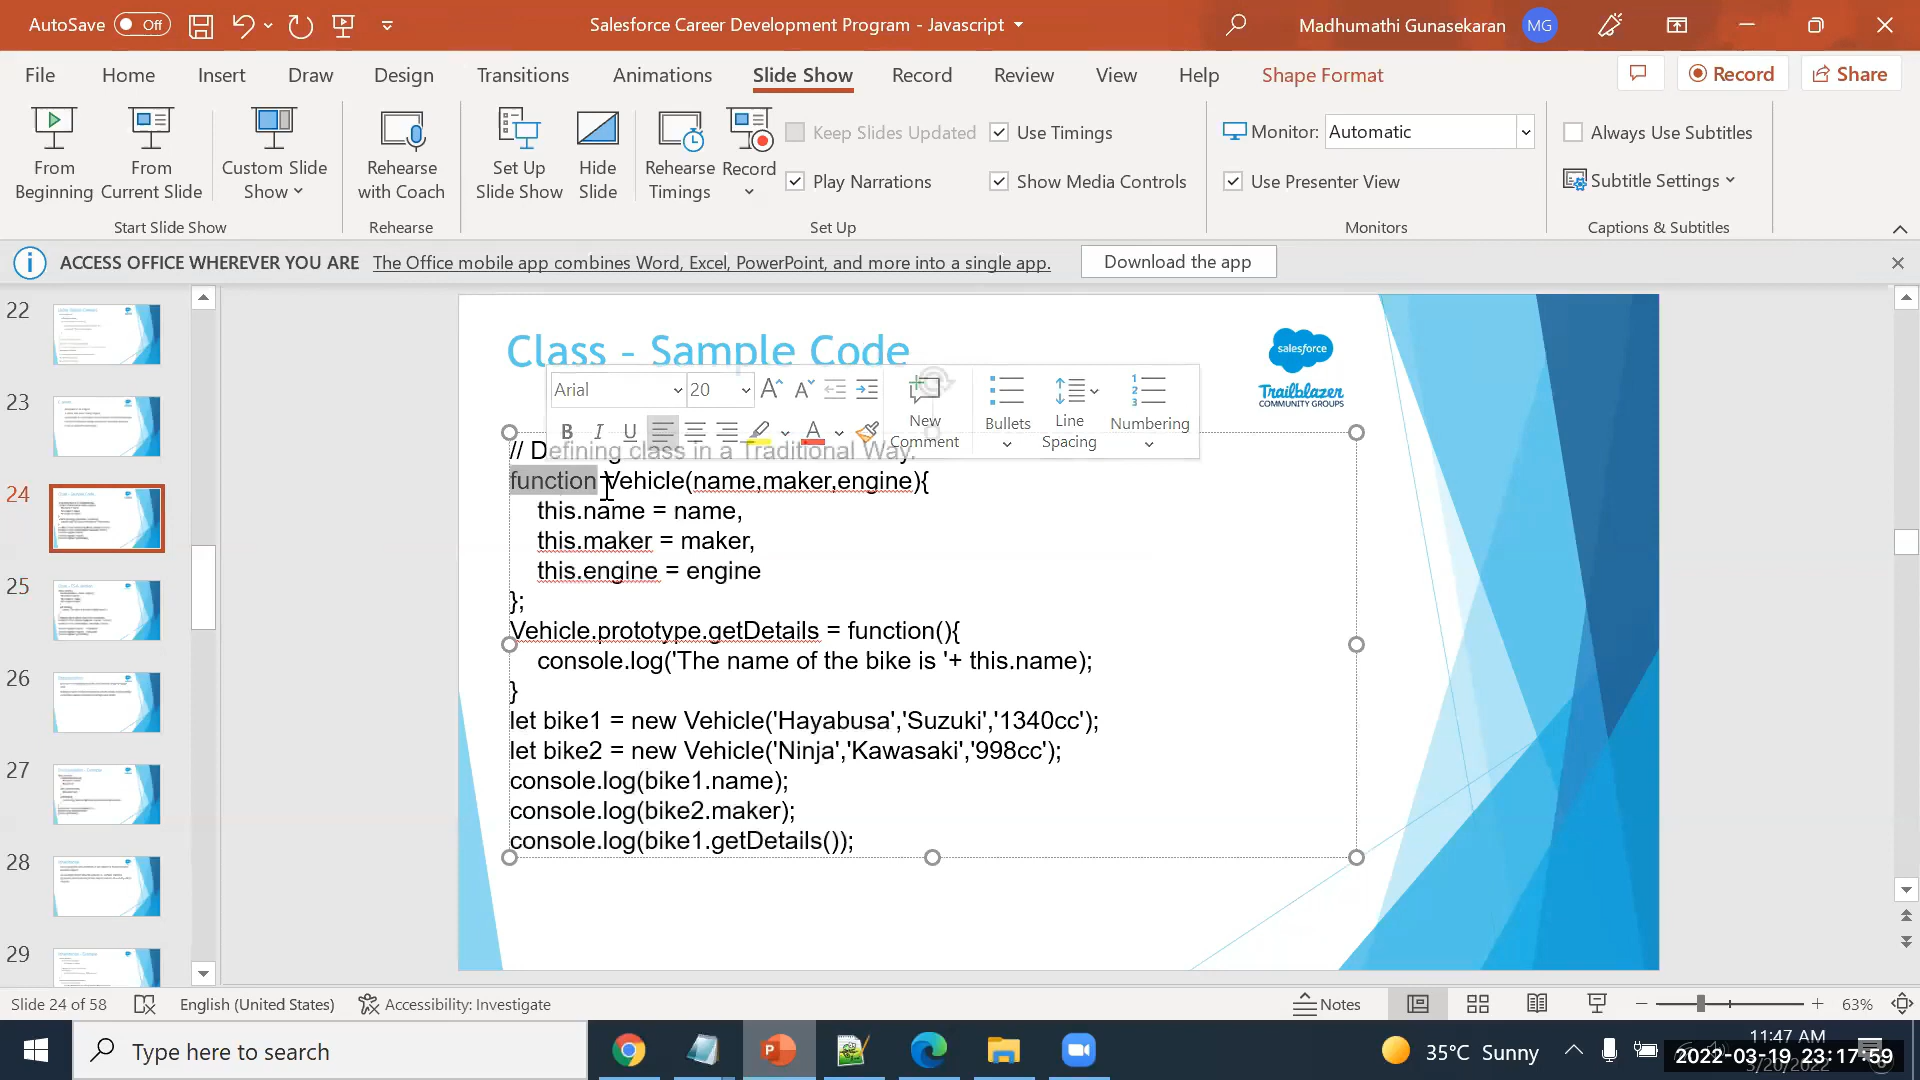 AutoSave Off
Salesforce Career Development Program - Javascript
Madhumathi Gunasekaran MG
File Home Insert Draw Design Transitions Animations Slide Show Record Review View Help Shape Format
Record Share
From Beginning
From Current Slide
Custom Slide Show
Rehearse with Coach
Set Up Slide Show
Hide Slide
Rehearse Timings
Record
Keep Slides Updated
Use Timings
Play Narrations
Show Media Controls
Monitor: Automatic
Use Presenter View
Always Use Subtitles
Subtitle Settings
Start Slide Show Rehearse Set Up Monitors Captions & Subtitles
ACCESS OFFICE WHEREVER YOU ARE The Office mobile app combines Word, Excel, PowerPoint, and more into a single app. Download the app
22
23
24
25
26
27
28
29
Class - Sample Code
salesforce
Trailblazer
COMMUNITY GROUPS
Arial 20
B I U
New Comment
Bullets
Line Spacing
Numbering
// Defining class in a Traditional Way.
function Vehicle(name,maker,engine){
this.name = name,
this.maker = maker,
this.engine = engine
};
Vehicle.prototype.getDetails = function(){
console.log('The name of the bike is '+ this.name);
}
let bike1 = new Vehicle('Hayabusa','Suzuki','1340cc');
let bike2 = new Vehicle('Ninja','Kawasaki','998cc');
console.log(bike1.name);
console.log(bike2.maker);
console.log(bike1.getDetails());
Slide 24 of 58 English (United States) Accessibility: Investigate
Notes 63%
Type here to search
35°C Sunny
11:47 AM
3/20/2022
2022-03-19 23:17:59